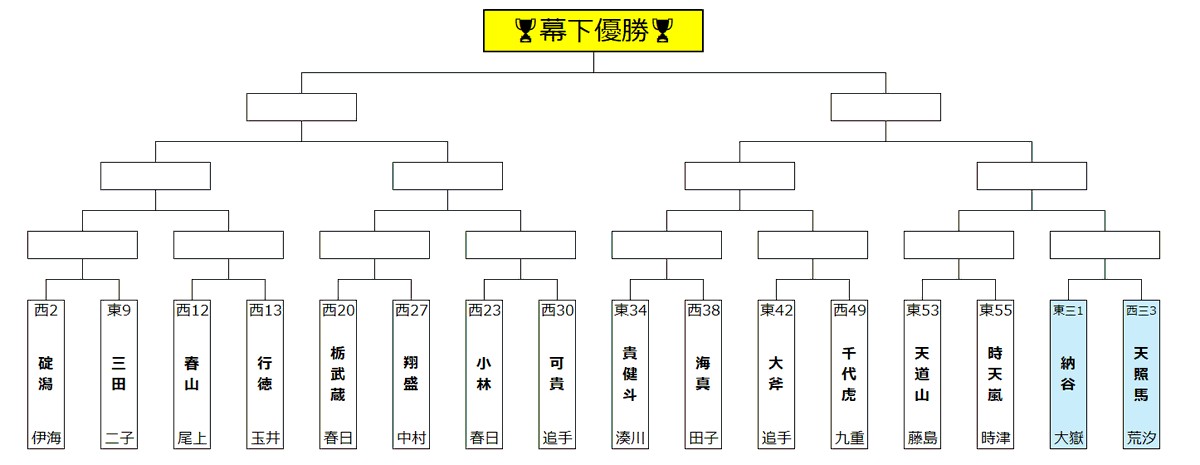 🏆幕下優勝🏆
西2 東9 西12 西13 西20 西27 西23 西30 東34 西38 東42 西49 東53 東55 東三1 西三3
碇潟 三田 春山 行徳 栃武蔵 翔盛 小林 可貴 貴健斗 海真 大斧 千代虎 天道山 時天嵐 納谷 天照馬
伊海 二子 尾上 玉井 春日 中村 春日 追手 湊川 田子 追手 九重 藤島 時津 大嶽 荒汐